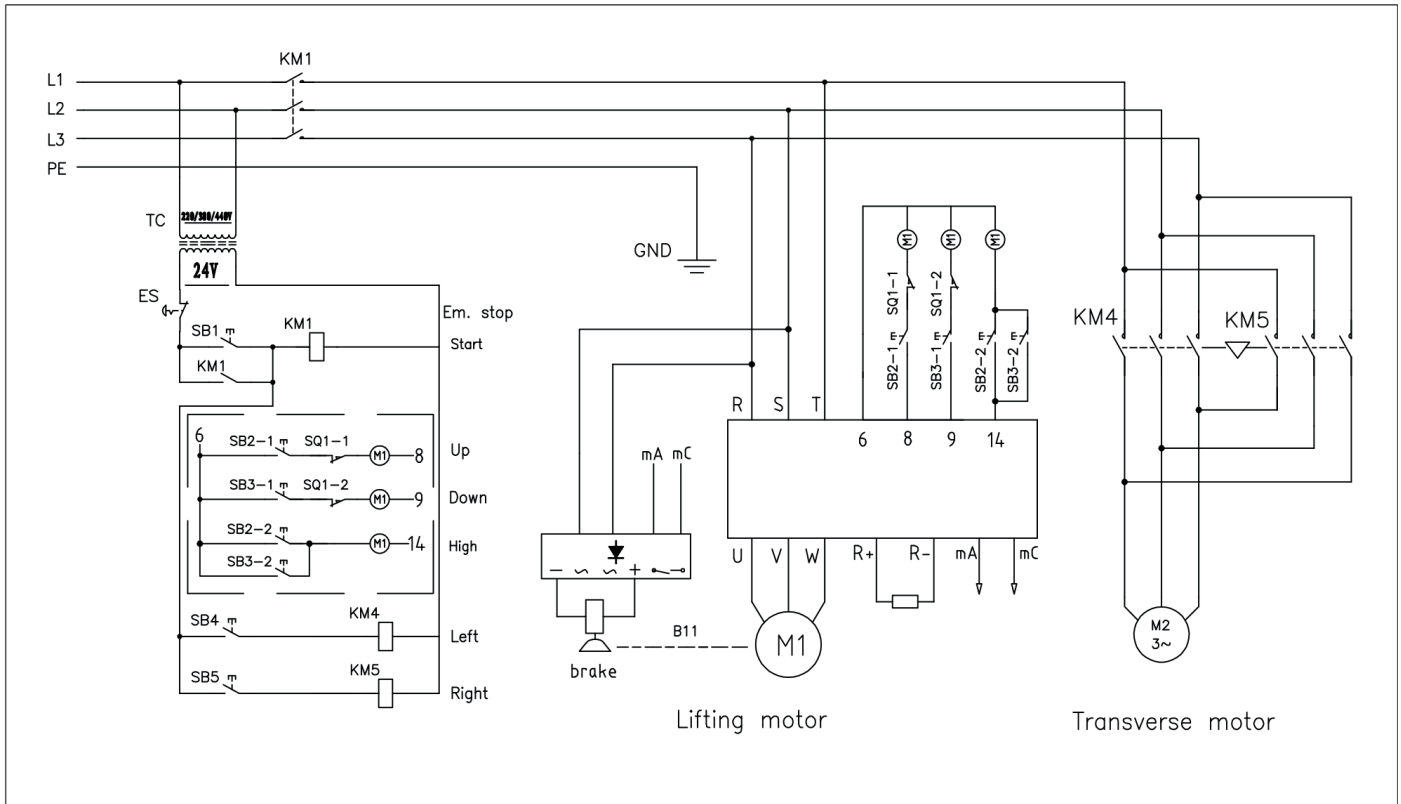 KM1
L1
L2
L3
PE
TC
220/380/440V
24V
ES
Em. stop
SB1
KM1
Start
KM1
GND
6
SB2-1
SQ1-1
M1
8
Up
SB3-1
SQ1-2
M1
9
Down
SB2-2
M1
14
High
SB3-2
SB4
KM4
Left
SB5
KM5
Right
mA
mC
-
~
~
+
brake
B11
M1
M1
M1
SQ1-1
SQ1-2
SB2-1
SB3-1
SB2-2
SB3-2
R
S
T
6
8
9
14
U
V
W
R+
R-
mA
mC
M1
Lifting motor
KM4
KM5
M2
3~
Transverse motor